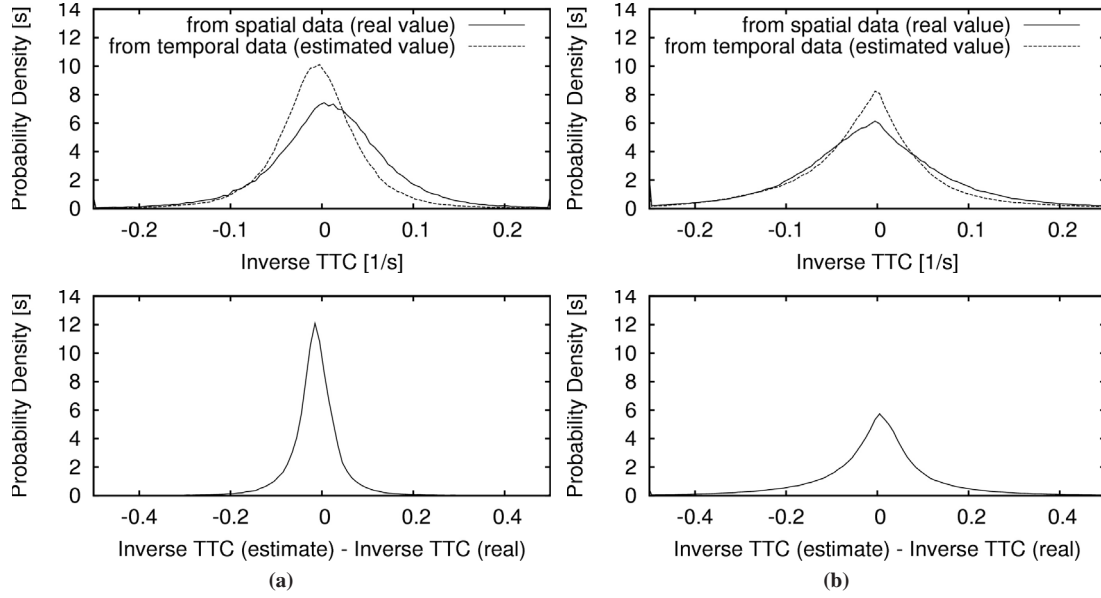 from spatial data (real value)
from temporal data (estimated value)
Probability Density [s]
14
12
10
8
6
4
2
0
-0.2 -0.1 0 0.1 0.2
Inverse TTC [1/s]
from spatial data (real value)
from temporal data (estimated value)
Probability Density [s]
14
12
10
8
6
4
2
0
-0.2 -0.1 0 0.1 0.2
Inverse TTC [1/s]
Probability Density [s]
14
12
10
8
6
4
2
0
-0.4 -0.2 0 0.2 0.4
Inverse TTC (estimate) - Inverse TTC (real)
(a)
Probability Density [s]
14
12
10
8
6
4
2
0
-0.4 -0.2 0 0.2 0.4
Inverse TTC (estimate) - Inverse TTC (real)
(b)